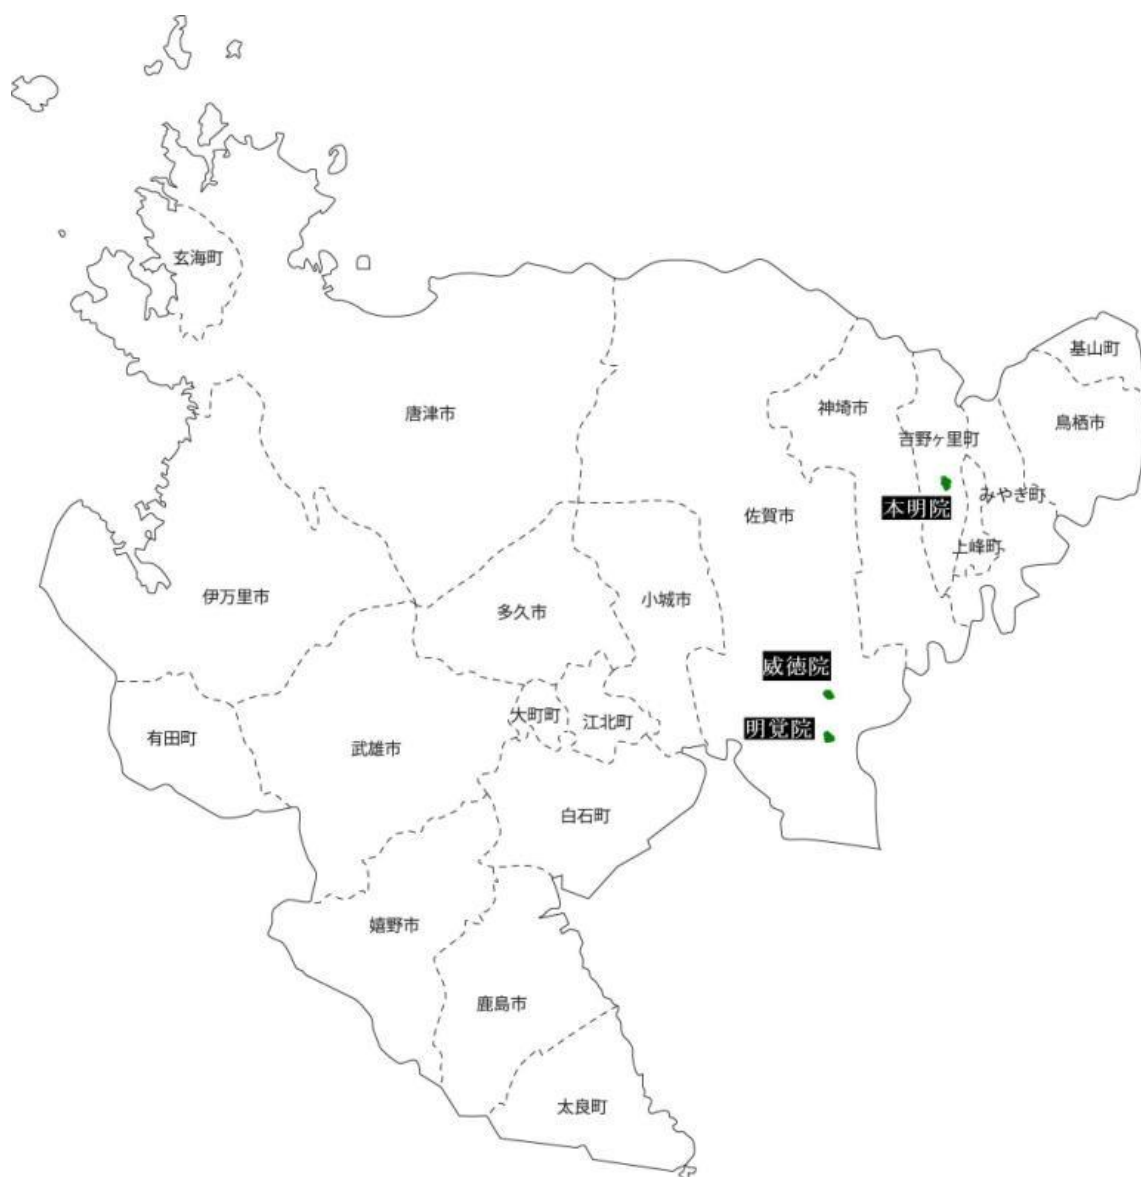 玄海町
基山町
唐津市
神埼市
鳥栖市
吉野ヶ里町
みやき町
本明院
佐賀市
上峰町
伊万里市
多久市
小城市
威徳院
有田町
武雄市
大町町
江北町
明覚院
白石町
嬉野市
鹿島市
太良町